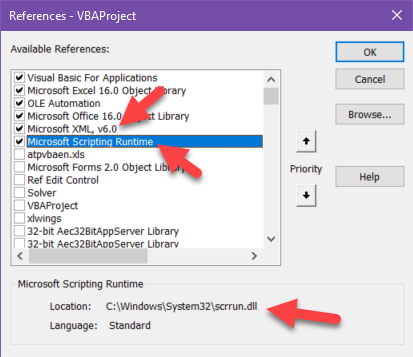 References - VBAProject
Available References:
OK
Visual Basic For Applications
Microsoft Excel 16.0 Object Library
Cancel
OLE Automation
Microsoft Office 16.0 Object Library
Browse...
Microsoft XML, v6.0
Microsoft Scripting Runtime
atpvbaen.xls
Microsoft Forms 2.0 Object Library
Priority
Help
Ref Edit Control
Solver
VBAProject
xlwings
32-bit Aec32BitAppServer Library
32-bit Aec32BitAppServer Library
Microsoft Scripting Runtime
Location: C:\Windows\System32\scrrun.dll
Language: Standard